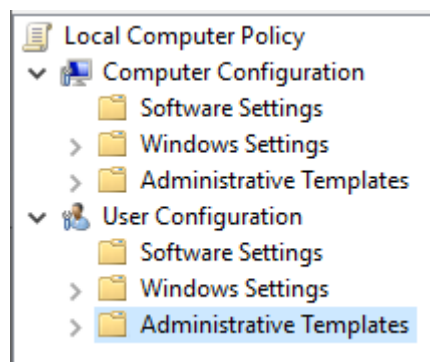 Local Computer Policy
Computer Configuration
Software Settings
Windows Settings
Administrative Templates
User Configuration
Software Settings
Windows Settings
Administrative Templates